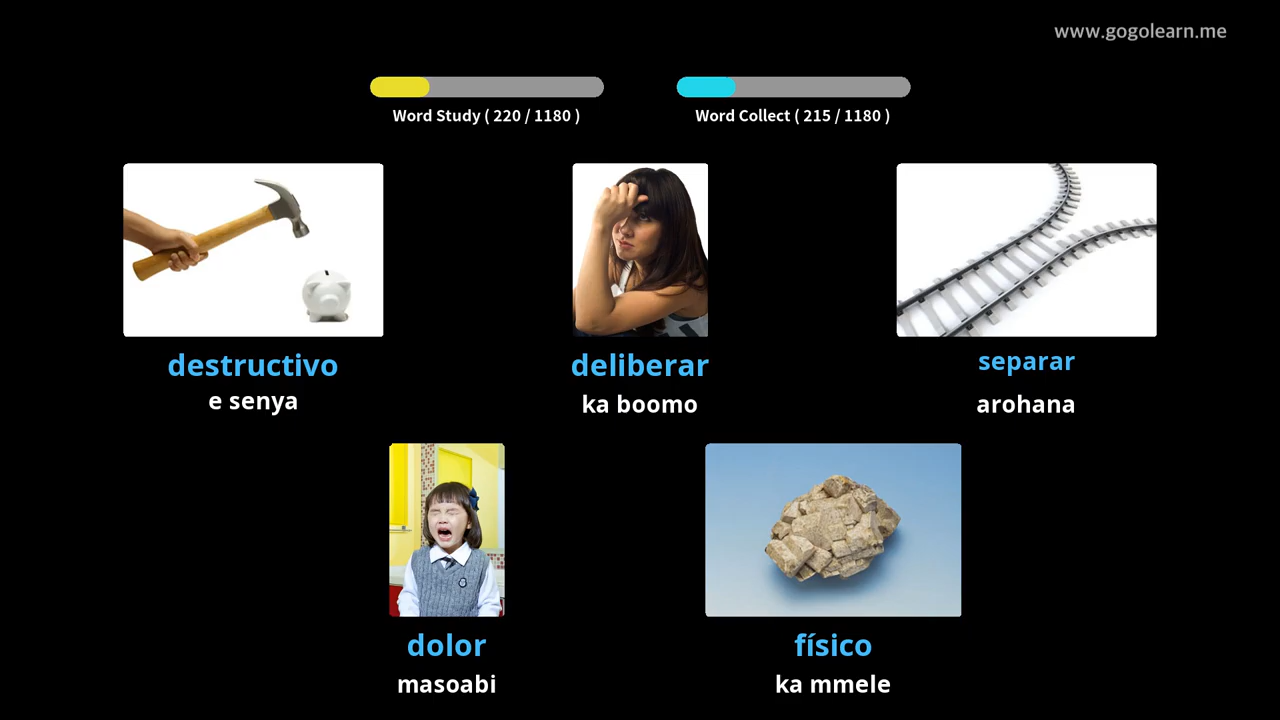 www.gogolearn.me
Word Study ( 220 / 1180 )
Word Collect ( 215 / 1180 )
destructivo
e senya
deliberar
ka boomo
separar
arohana
dolor
masoabi
físico
ka mmele